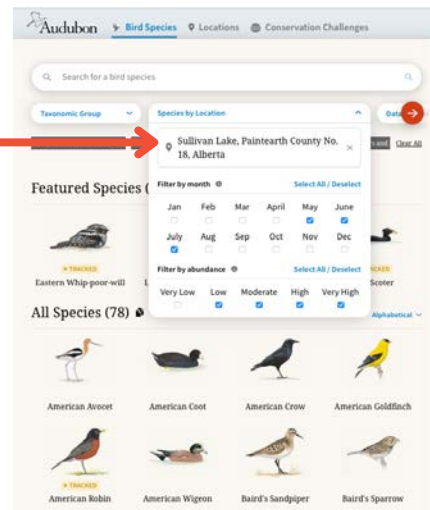 Audubon
Bird Species
Locations
Conservation Challenges
Search for a bird species
Taxonomic Group
Species by Location
Data
Sullivan Lake, Paintearth County No.
18, Alberta
and
Clear All
Filter by month
Select All / Deselect
Jan Feb Mar April May June
July Aug Sep Oct Nov Dec
Filter by abundance
Select All / Deselect
Very Low Low Moderate High Very High
Featured Species (
TRACKED
Eastern Whip-poor-will
Scoter
All Species (78)
Alphabetical
American Avocet
American Coot
American Crow
American Goldfinch
TRACKED
American Robin
American Wigeon
Baird's Sandpiper
Baird's Sparrow